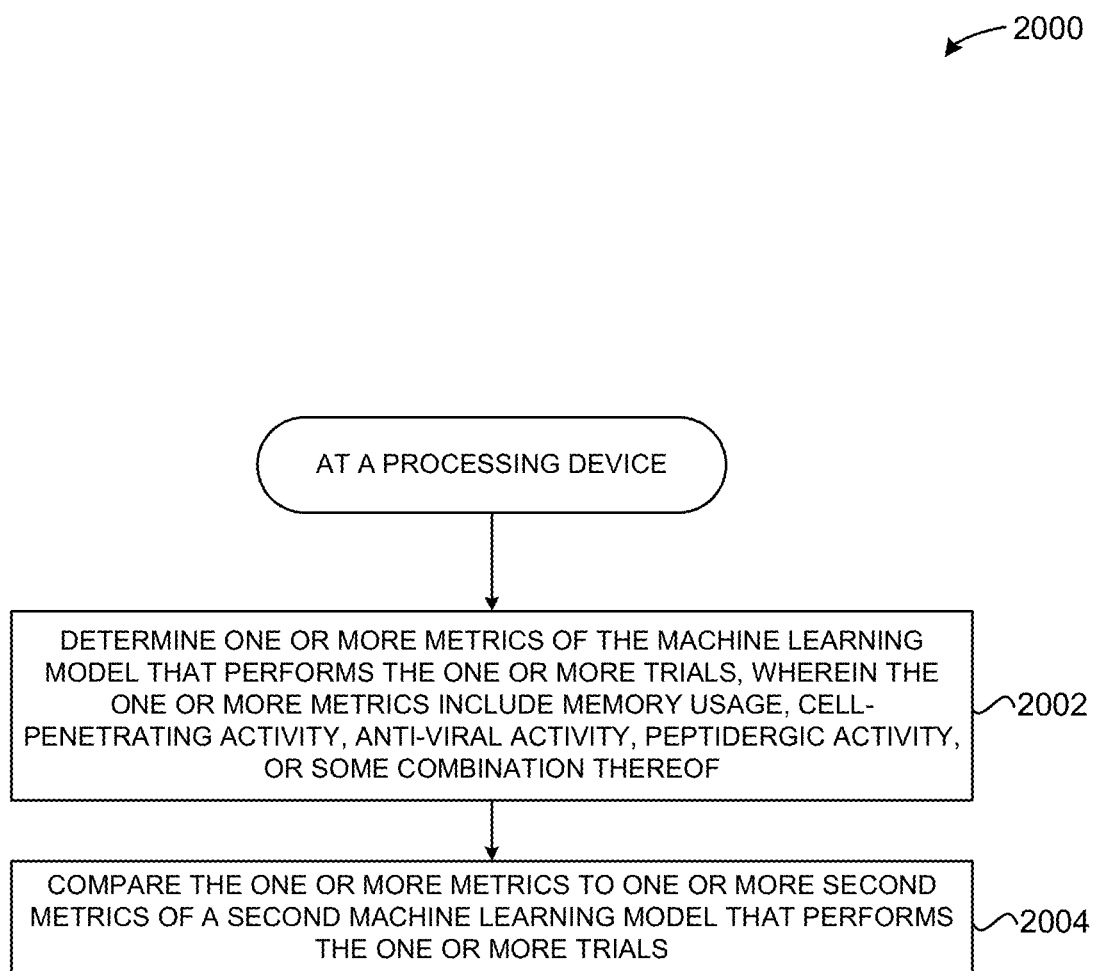 2000
AT A PROCESSING DEVICE
DETERMINE ONE OR MORE METRICS OF THE MACHINE LEARNING
MODEL THAT PERFORMS THE ONE OR MORE TRIALS, WHEREIN THE
ONE OR MORE METRICS INCLUDE MEMORY USAGE, CELL-
PENETRATING ACTIVITY, ANTI-VIRAL ACTIVITY, PEPTIDERGIC ACTIVITY,
OR SOME COMBINATION THEREOF
2002
COMPARE THE ONE OR MORE METRICS TO ONE OR MORE SECOND
METRICS OF A SECOND MACHINE LEARNING MODEL THAT PERFORMS
THE ONE OR MORE TRIALS
2004